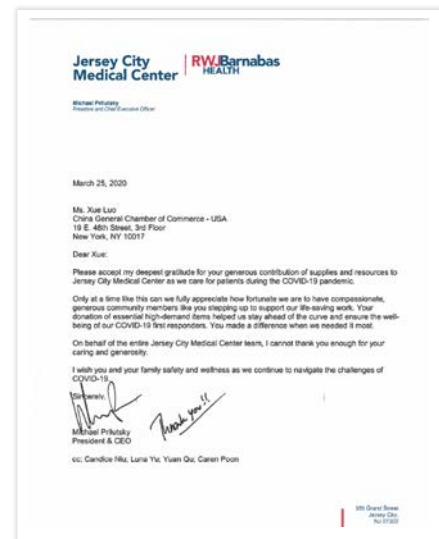 Jersey City
Medical Center
RWJBarnabas
HEALTH
Michael Prilutsky
President and Chief Executive Officer
March 25, 2020
Ms. Xue Luo
China General Chamber of Commerce - USA
19 E. 48th Street, 3rd Floor
New York, NY 10017
Dear Xue:
Please accept my deepest gratitude for your generous contribution of supplies and resources to
Jersey City Medical Center as we care for patients during the COVID-19 pandemic.
Only at a time like this can we fully appreciate how fortunate we are to have compassionate,
generous community members like you stepping up to support our life-saving work. Your
donation of essential high-demand items helped us stay ahead of the curve and ensure the well-
being of our COVID-19 first responders. You made a difference when we needed it most.
On behalf of the entire Jersey City Medical Center team, I cannot thank you enough for your
caring and generosity.
I wish you and your family safety and wellness as we continue to navigate the challenges of
COVID-19.
Sincerely,
Thank you!!
Michael Prilutsky
President & CEO
cc: Candice Niu; Luna Yu; Yuan Qu; Caren Poon
Grand Street
Jersey City,
NJ 07302